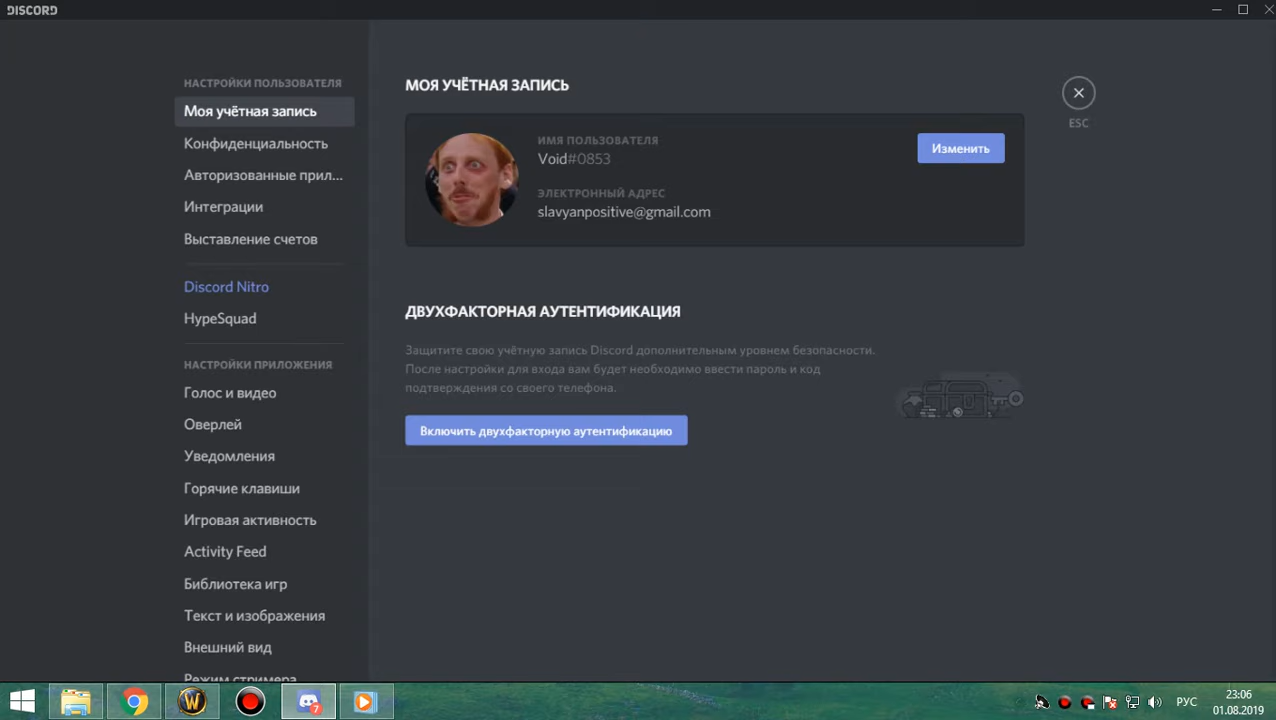 DISCORD
НАСТРОЙКИ ПОЛЬЗОВАТЕЛЯ
Моя учётная запись
Конфиденциальность
Авторизованные прил...
Интеграции
Выставление счетов
Discord Nitro
HypeSquad
НАСТРОЙКИ ПРИЛОЖЕНИЯ
Голос и видео
Оверлей
Уведомления
Горячие клавиши
Игровая активность
Activity Feed
Библиотека игр
Текст и изображения
Внешний вид
Режим стримера
МОЯ УЧЁТНАЯ ЗАПИСЬ
ИМЯ ПОЛЬЗОВАТЕЛЯ
Void#0853
Изменить
ЭЛЕКТРОННЫЙ АДРЕС
slavyanpositive@gmail.com
ESC
ДВУХФАКТОРНАЯ АУТЕНТИФИКАЦИЯ
Защитите свою учётную запись Discord дополнительным уровнем безопасности.
После настройки для входа вам будет необходимо ввести пароль и код
подтверждения со своего телефона.
Включить двухфакторную аутентификацию
W
7
РУС
23:06
01.08.2019